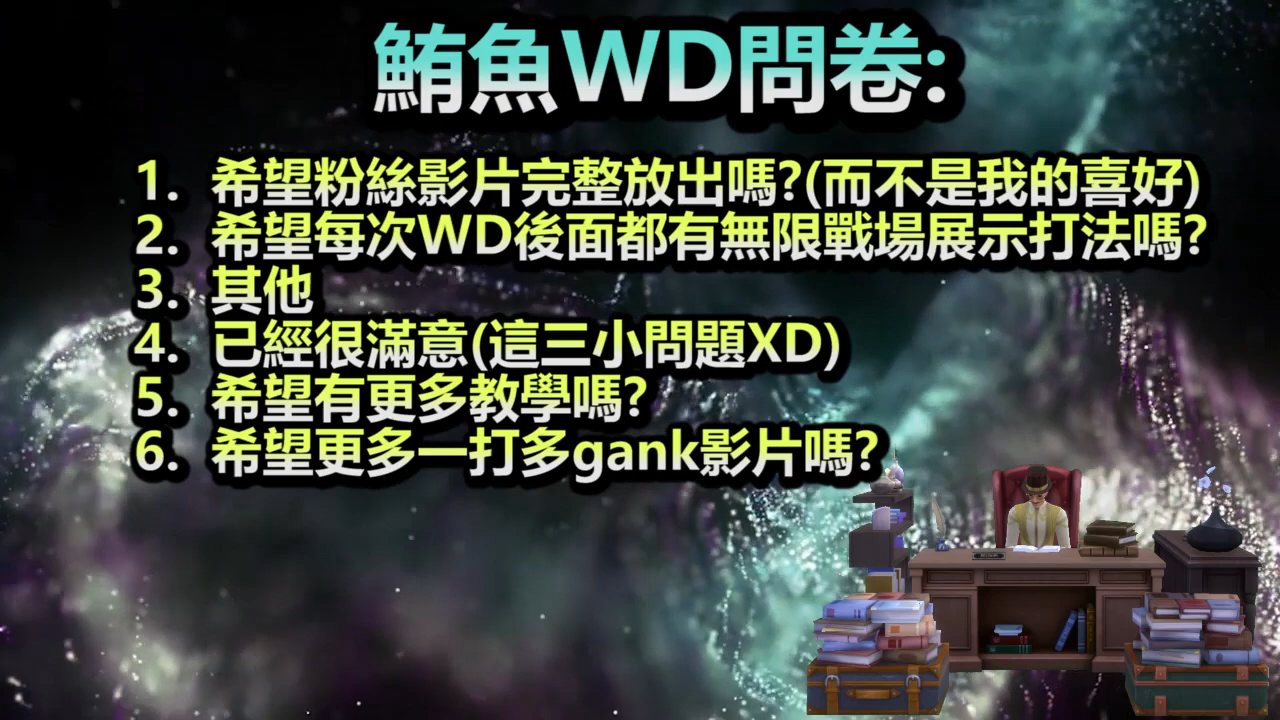 鮪魚WD問卷:
1. 希望粉絲影片完整放出嗎?(而不是我的喜好)
2. 希望每次WD後面都有無限戰場展示打法嗎?
3. 其他
4. 已經很滿意(這三小問題XD)
5. 希望有更多教學嗎?
6. 希望更多一打多gank影片嗎?